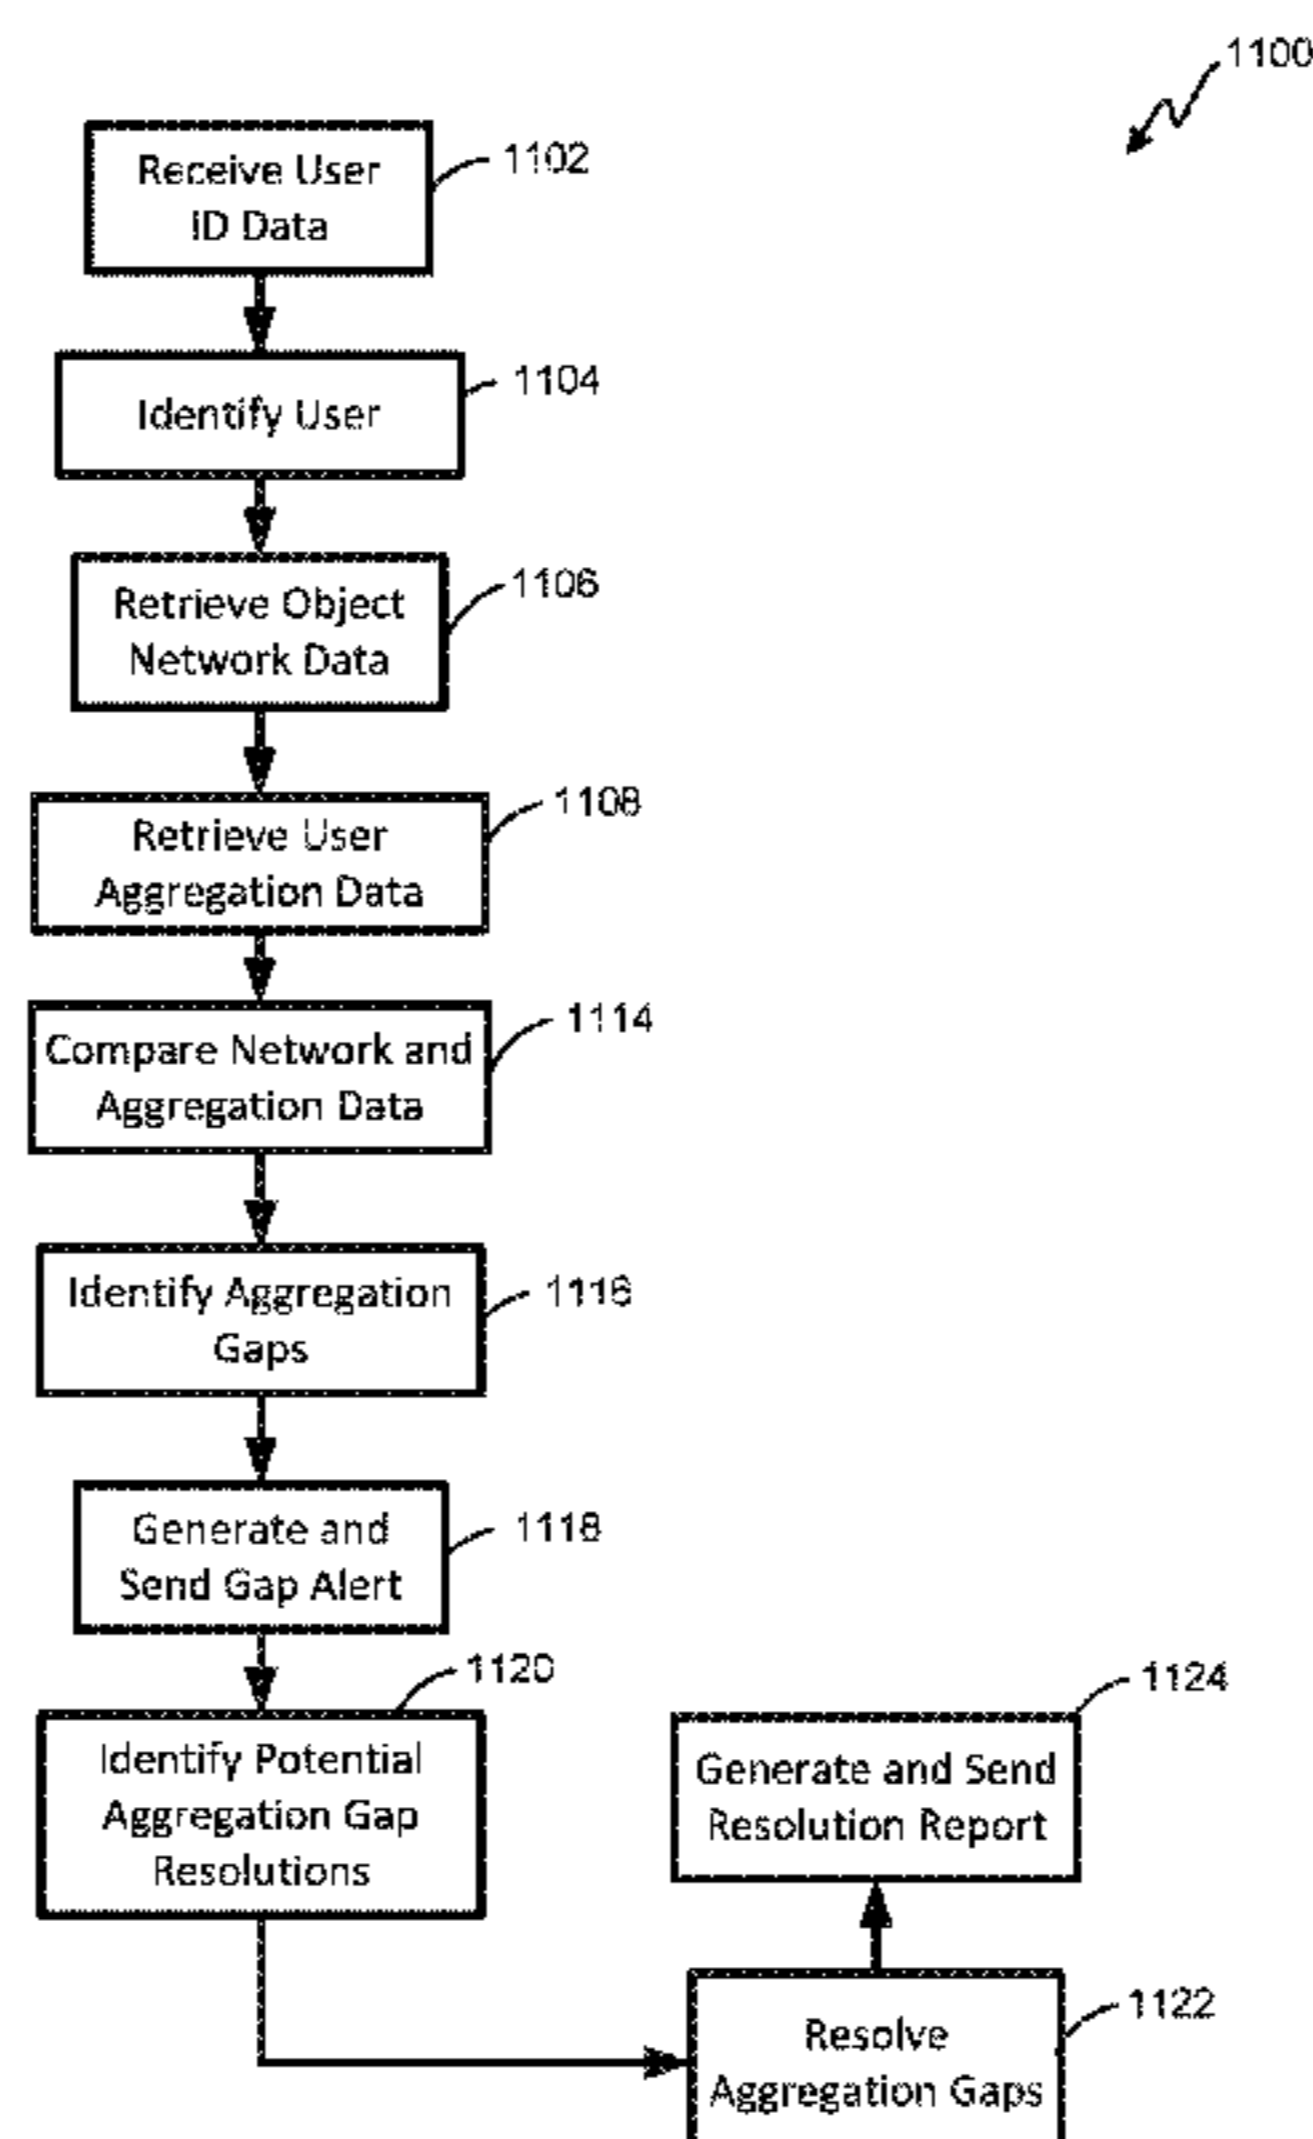 1100
Receive User
ID Data
1102
Identify User
1104
Retrieve Object
Network Data
1106
Retrieve User
Aggregation Data
1108
Compare Network and
Aggregation Data
1114
Identify Aggregation
Gaps
1116
Generate and
Send Gap Alert
1118
Identify Potential
Aggregation Gap
Resolutions
1120
Resolve
Aggregation Gaps
1122
Generate and Send
Resolution Report
1124